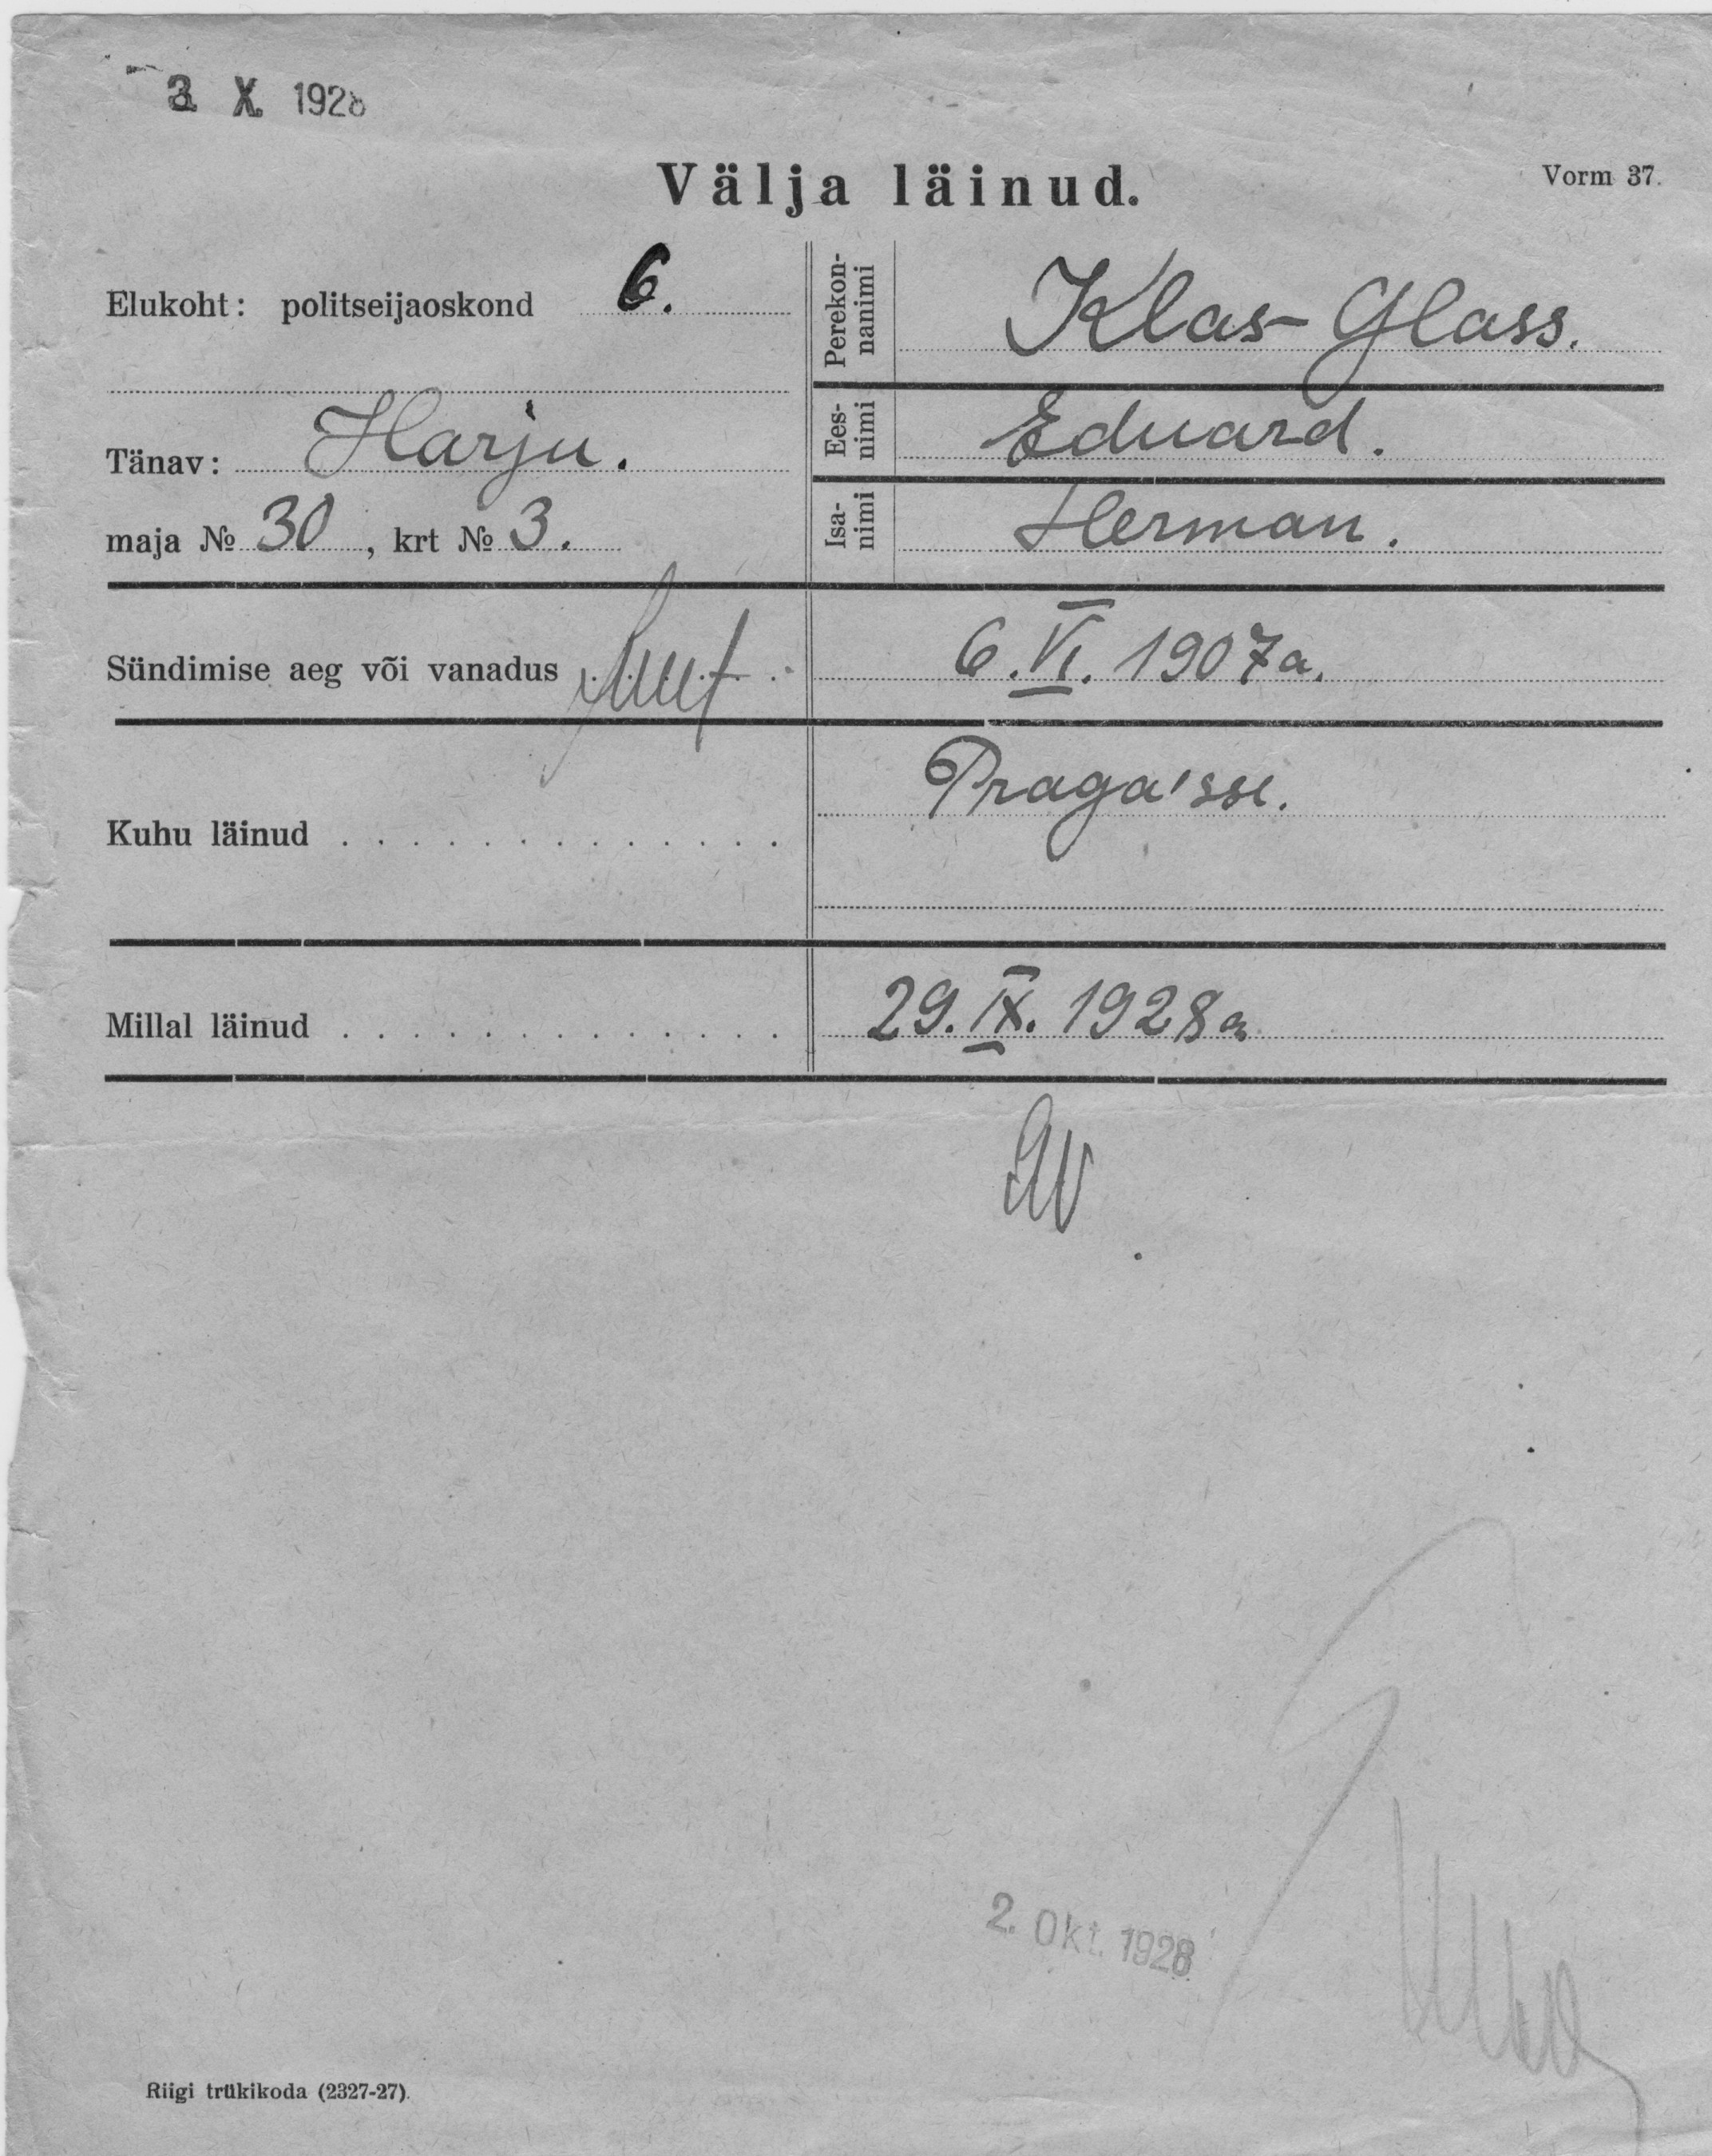 3 X 1928
Välja läinud.
Vorm 37.
Elukoht: politseijaoskond 6.
Tänav: Harju.
maja № 30, krt № 3.
Perekon-
nanimi
Klas-Glass.
Ees-
nimi
Eduard.
Isa-
nimi
Herman.
Sündimise aeg või vanadus
6. VI. 1907a.
Kuhu läinud
Praga'sse.
Millal läinud
29. IX. 1928a
2. Okt. 1928
Riigi trükikoda (2327-27).